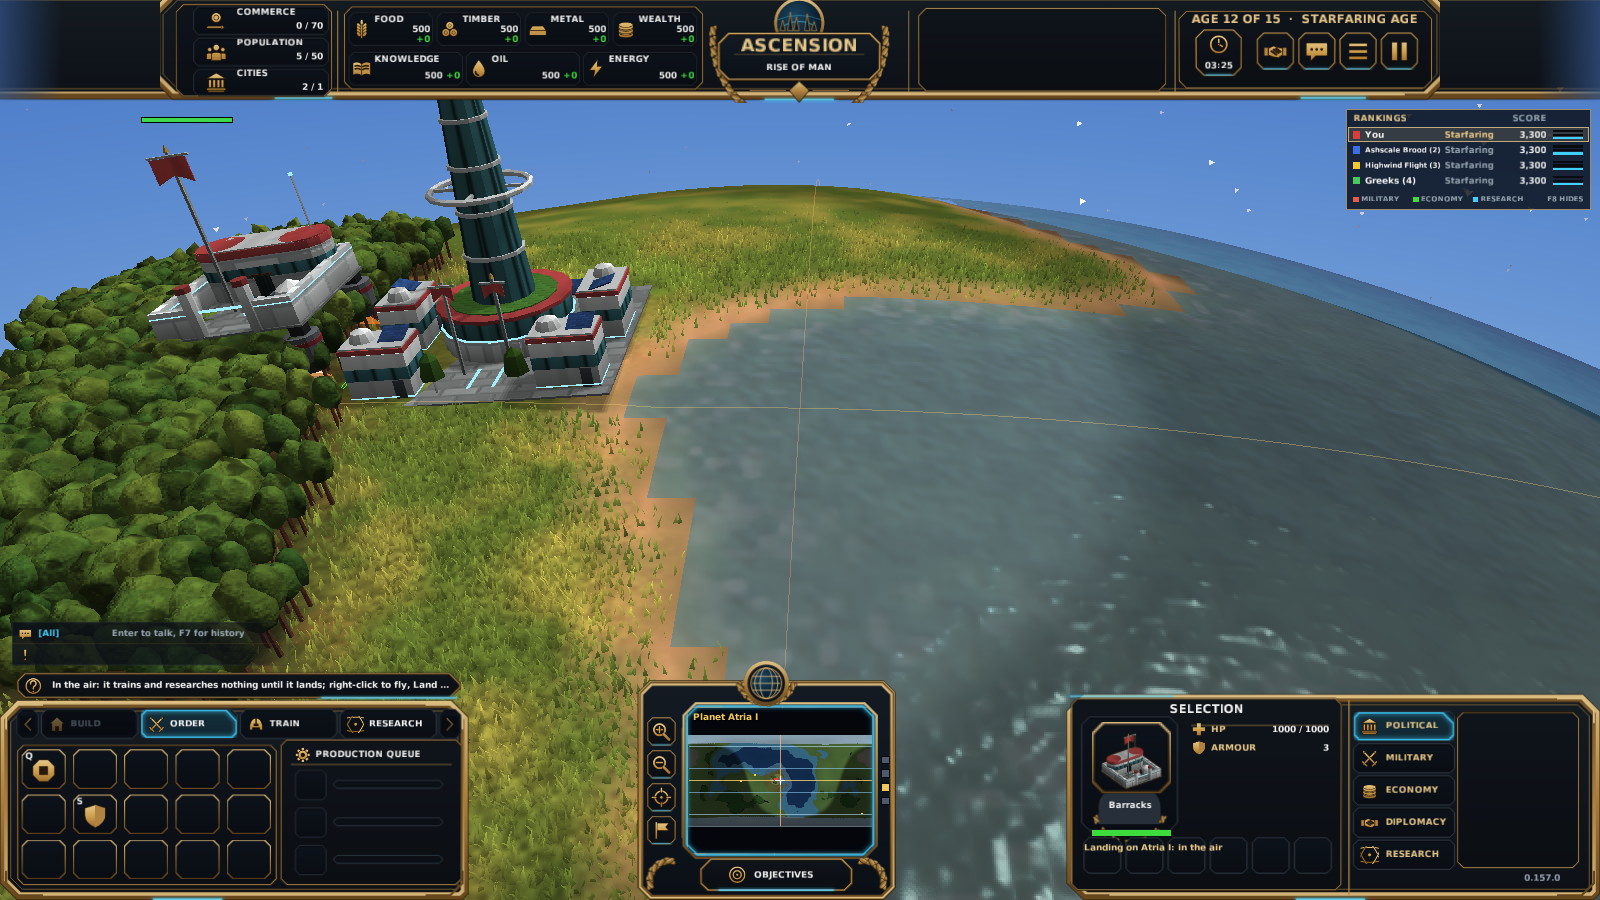 COMMERCE
0 / 70
POPULATION
5 / 50
CITIES
2 / 1
FOOD
500
+0
TIMBER
500
+0
METAL
500
+0
WEALTH
500
+0
KNOWLEDGE
500 +0
OIL
500 +0
ENERGY
500 +0
ASCENSION
RISE OF MAN
AGE 12 OF 15 · STARFARING AGE
03:25
RANKINGS SCORE
You Starfaring 3,300
Ashscale Brood (2) Starfaring 3,300
Highwind Flight (3) Starfaring 3,300
Greeks (4) Starfaring 3,300
MILITARY ECONOMY RESEARCH F8 HIDES
[All] Enter to talk, F7 for history
!
In the air: it trains and researches nothing until it lands; right-click to fly, Land ...
BUILD
ORDER
TRAIN
RESEARCH
Q
S
PRODUCTION QUEUE
Planet Atria I
OBJECTIVES
SELECTION
HP 1000 / 1000
ARMOUR 3
Barracks
Landing on Atria I: in the air
POLITICAL
MILITARY
ECONOMY
DIPLOMACY
RESEARCH
0.157.0